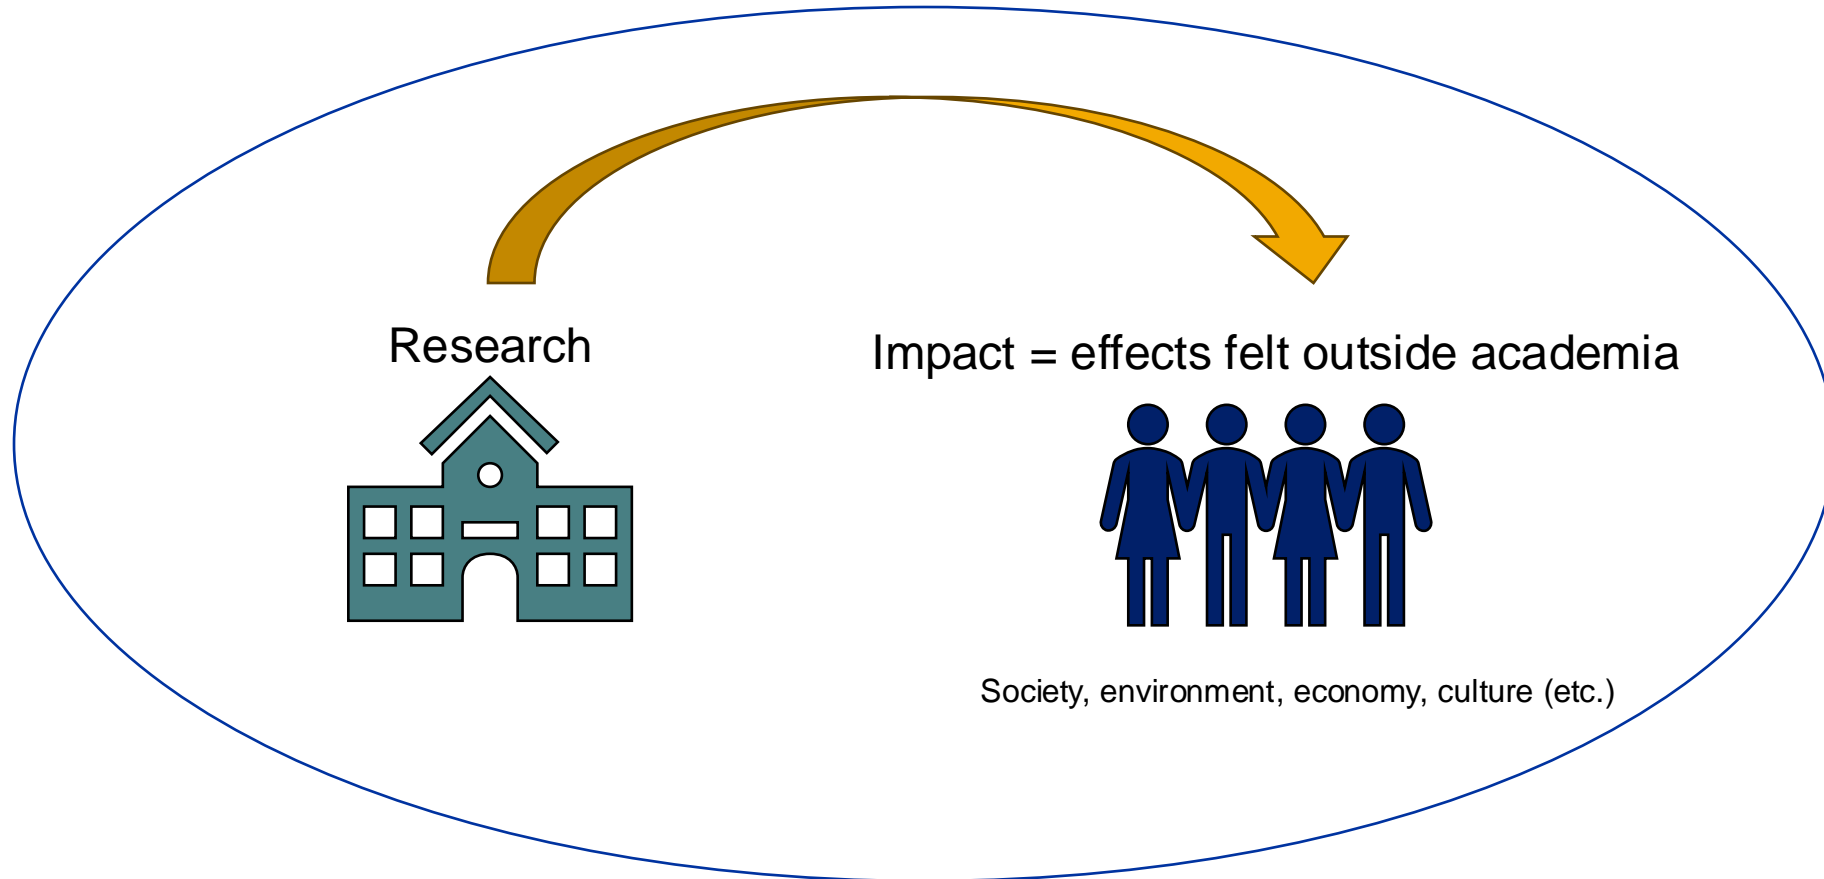 Research
Impact = effects felt outside academia
Society, environment, economy, culture (etc.)